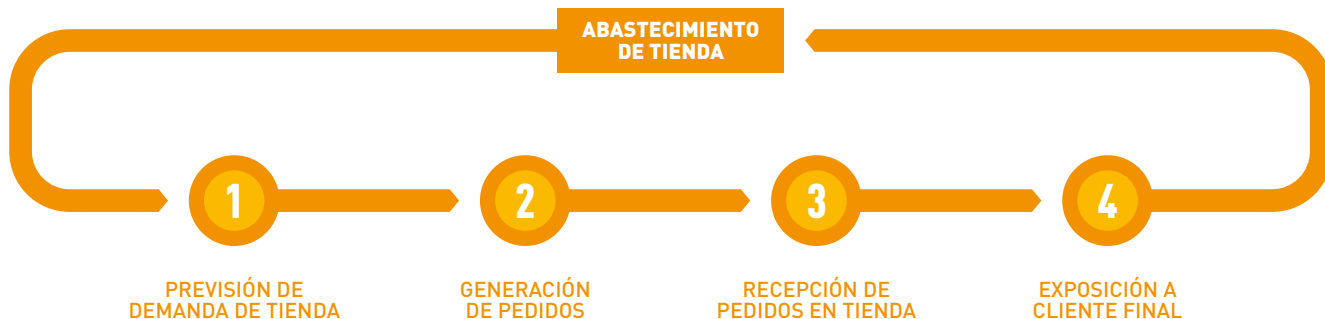 ABASTECIMIENTO
DE TIENDA
1
2
3
4
PREVISIÓN DE
DEMANDA DE TIENDA
GENERACIÓN
DE PEDIDOS
RECEPCIÓN DE
PEDIDOS EN TIENDA
EXPOSICIÓN A
CLIENTE FINAL